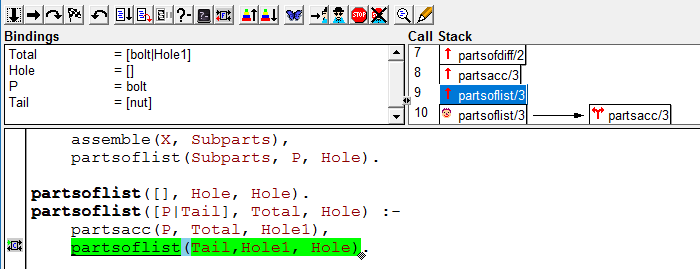 Bindings
Call Stack
Total = [bolt|Hole1]
Hole = []
P = bolt
Tail = [nut]
7 partsofdiff/2
8 partsacc/3
9 partsoflist/3
10 partsoflist/3 partsacc/3
assemble(X, Subparts),
partsoflist(Subparts, P, Hole).
partsoflist([], Hole, Hole).
partsoflist([P|Tail], Total, Hole) :-
partsacc(P, Total, Hole1),
partsoflist(Tail,Hole1, Hole).